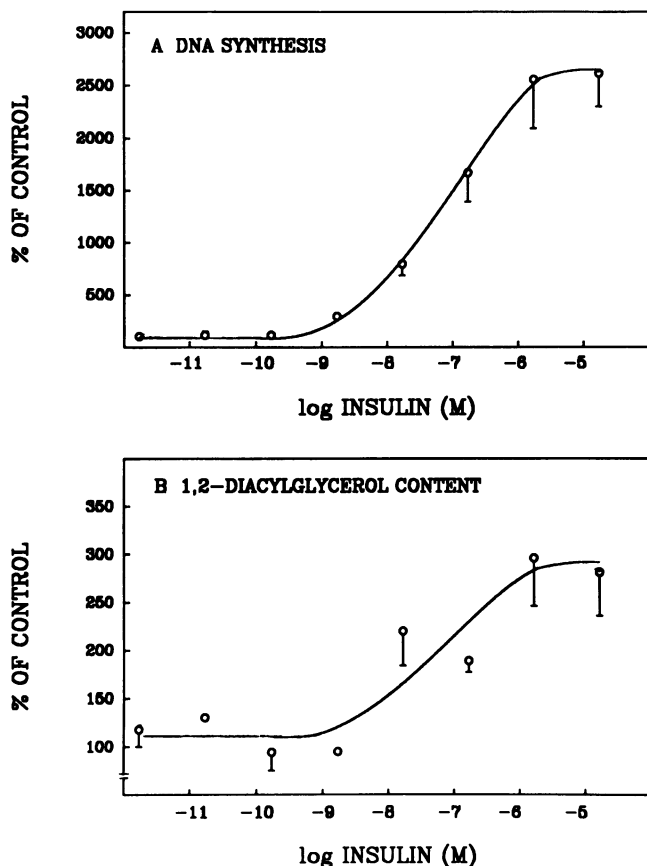 A DNA SYNTHESIS
% OF CONTROL
3000
2500
2000
1500
1000
500
−11 −10 −9 −8 −7 −6 −5
log INSULIN (M)
B 1,2−DIACYLGLYCEROL CONTENT
% OF CONTROL
350
300
250
200
150
100
−11 −10 −9 −8 −7 −6 −5
log INSULIN (M)